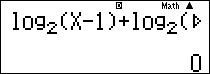 D Math ▲
log₂(X-1)+log₂(▷
0